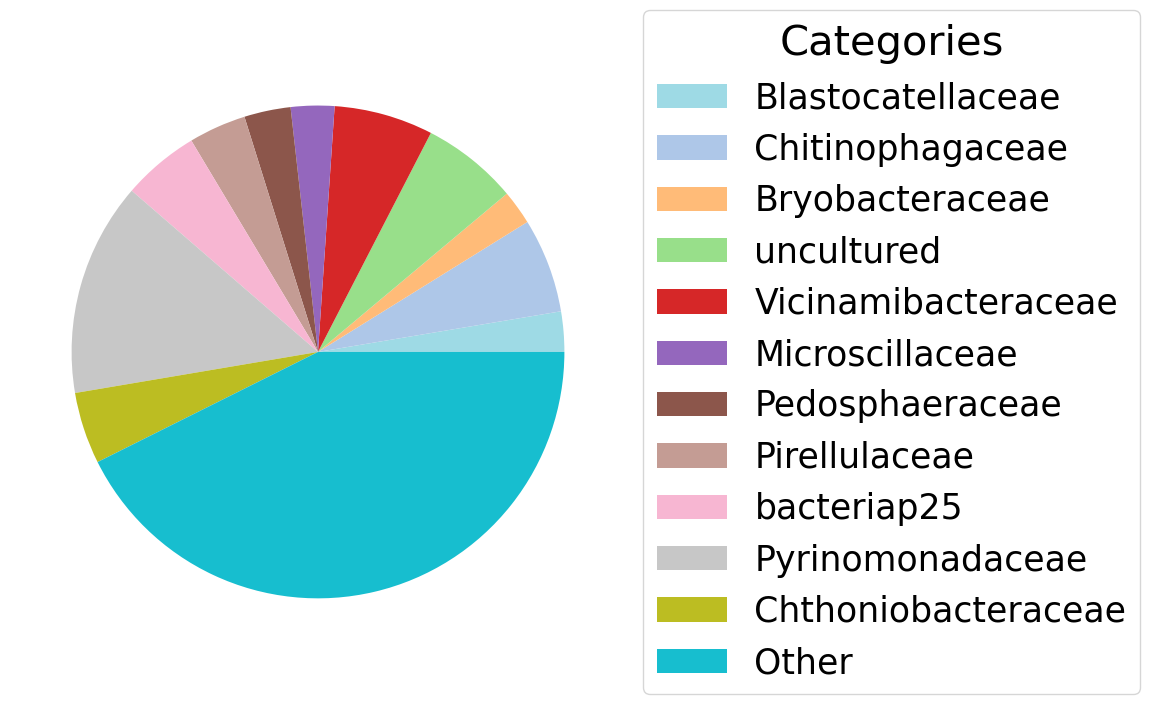 Categories
Blastocatellaceae
Chitinophagaceae
Bryobacteraceae
uncultured
Vicinamibacteraceae
Microscillaceae
Pedosphaeraceae
Pirellulaceae
bacteriap25
Pyrinomonadaceae
Chthoniobacteraceae
Other